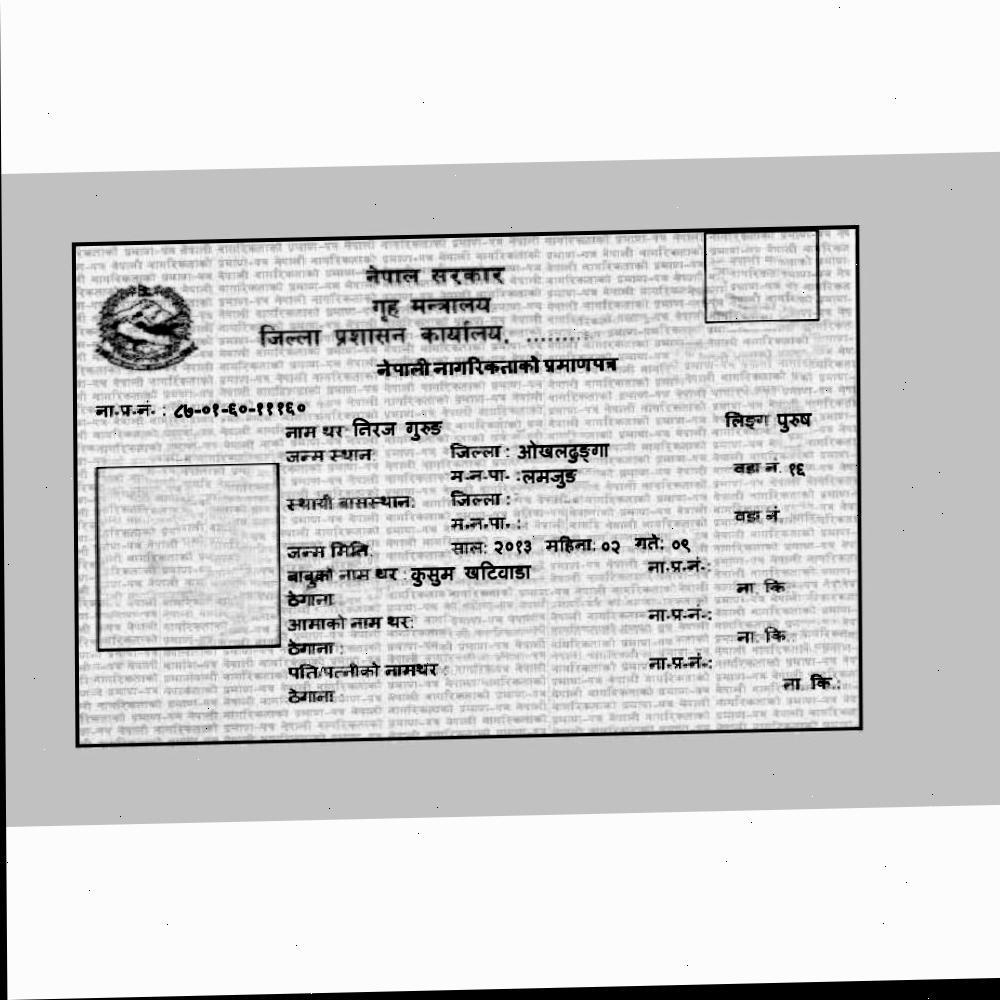 नेपाल सरकार
गृह मन्त्रालय
जिल्ला प्रशासन कार्यालय, .........
नेपाली नागरिकताको प्रमाणपत्र
ना.प्र.नं. : ८७-०१-६०-१११६०
नाम थर तिरज गुरुङ लिङ्ग पुरुष
जन्म स्थान जिल्ला : ओखलढुङ्गा
म.न.पा. :लमजुङ वडा नं. १६
स्थायी बासस्थान: जिल्ला :
म.न.पा. : वडा नं
जन्म मिति साल: २०१३ महिना: ०२ गते: ०९
बाबुको नाम थर : कुसुम खटिवाडा ना.प्र.नं.:
ठेगाना ना. कि
आमाको नाम थर: ना.प्र.नं.:
ठेगाना : ना. कि.
पति/पत्नीको नामथर : ना.प्र.नं.:
ठेगाना ना. कि.: